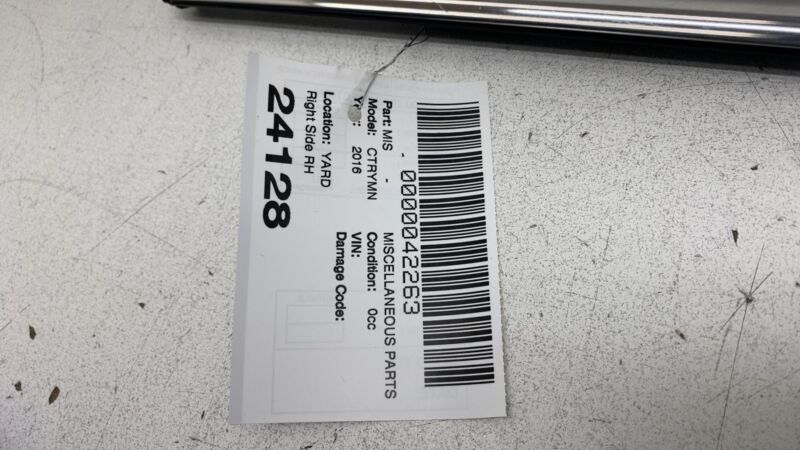 0000042263
Part: MIS - MISCELLANEOUS PARTS
Model: CTRYMN Condition: 0cc
2016 VIN:
Damage Code:
Location: YARD
Right Side RH
24128